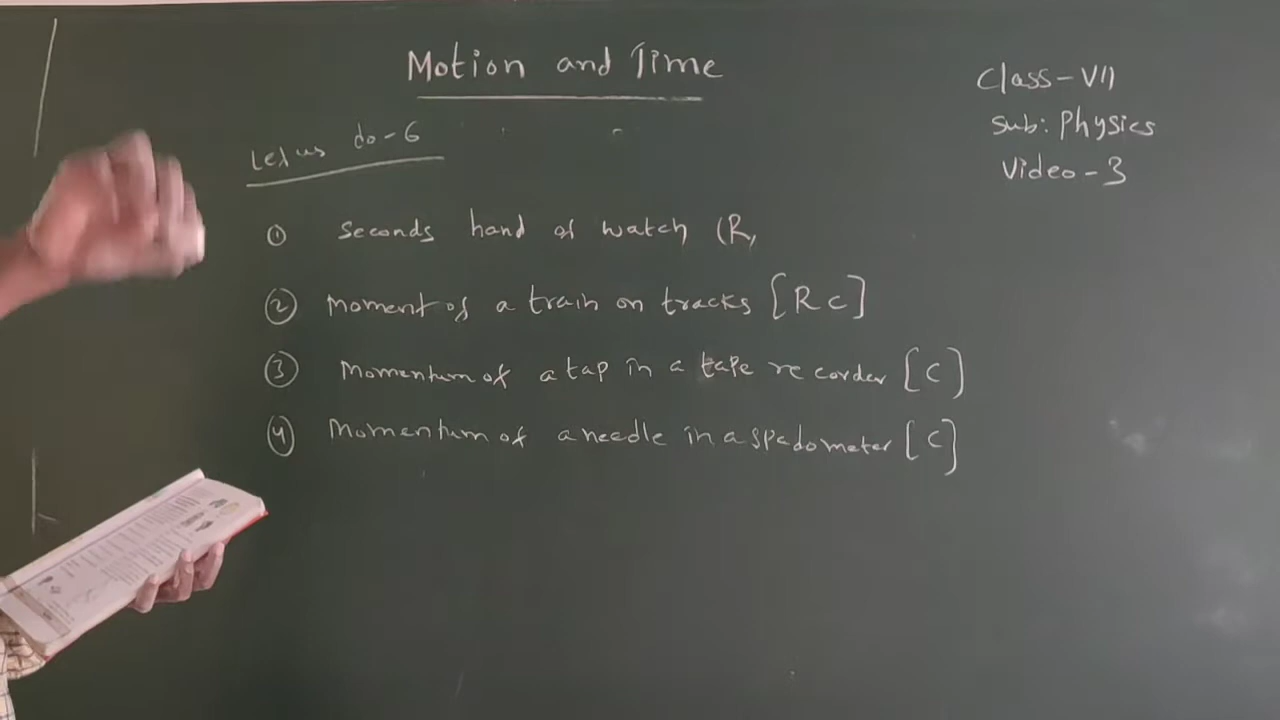 Motion and Time
Class-VII
Sub: Physics
Video-3
Let us do-6
① Seconds hand of watch (R,
② Moment of a train on tracks [R C]
③ Momentum of a tap in a tape recorder [C]
④ Momentum of a needle in a spedometer [C]